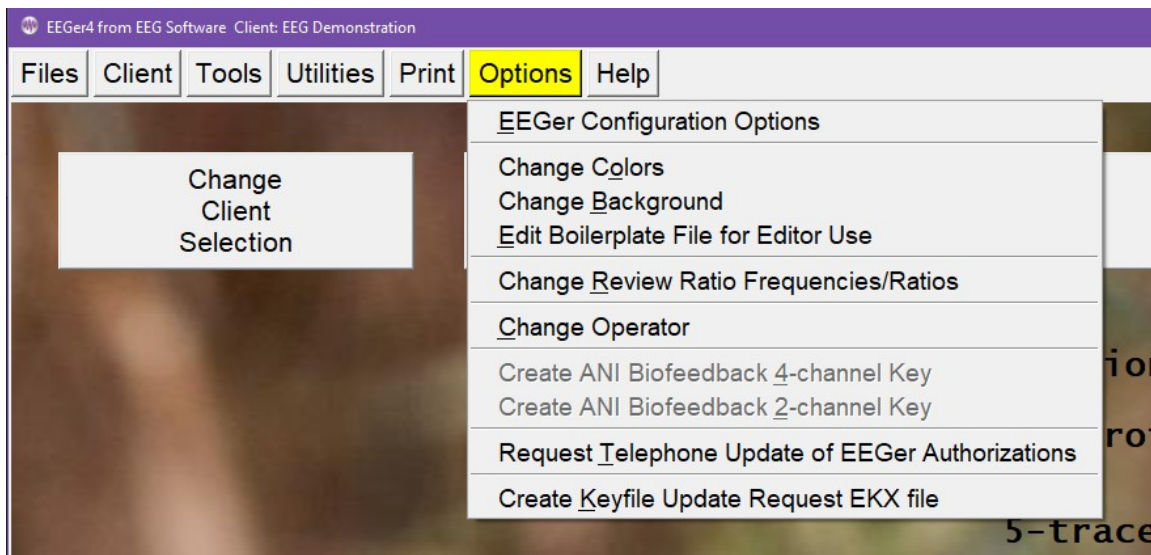 EEGer4 from EEG Software Client: EEG Demonstration
Files Client Tools Utilities Print Options Help
EEGer Configuration Options
Change
Client
Selection
Change Colors
Change Background
Edit Boilerplate File for Editor Use
Change Review Ratio Frequencies/Ratios
Change Operator
Create ANI Biofeedback 4-channel Key
Create ANI Biofeedback 2-channel Key
Request Telephone Update of EEGer Authorizations
Create Keyfile Update Request EKX file
5-trace